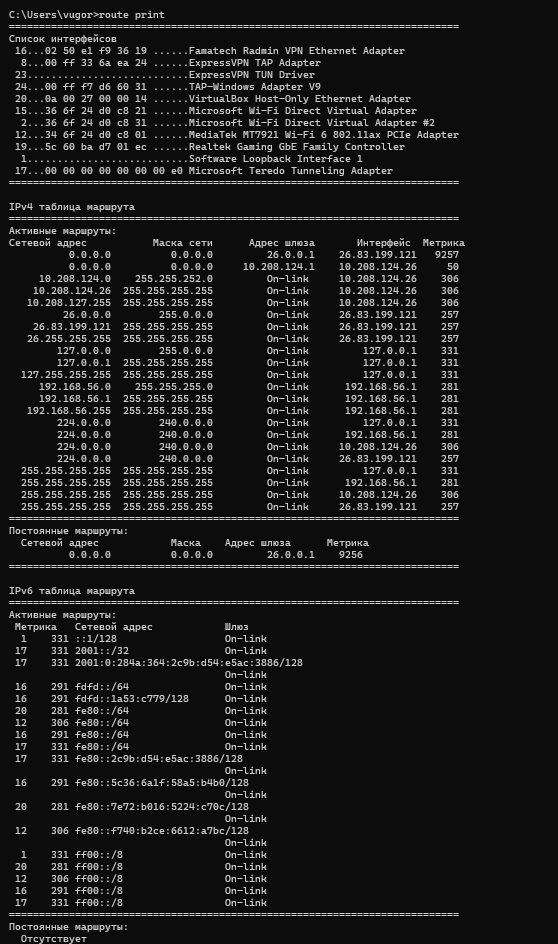 C:\Users\vugor>route print
===========================================================================
Список интерфейсов
 16...02 50 e1 f9 36 19 ......Famatech Radmin VPN Ethernet Adapter
  8...00 ff 33 6a ea 24 ......ExpressVPN TAP Adapter
 23...........................ExpressVPN TUN Driver
 24...00 ff f7 d6 60 31 ......TAP-Windows Adapter V9
 20...0a 00 27 00 00 14 ......VirtualBox Host-Only Ethernet Adapter
 15...36 6f 24 d0 c8 21 ......Microsoft Wi-Fi Direct Virtual Adapter
  2...36 6f 24 d0 c8 31 ......Microsoft Wi-Fi Direct Virtual Adapter #2
 12...34 6f 24 d0 c8 01 ......MediaTek MT7921 Wi-Fi 6 802.11ax PCIe Adapter
 19...5c 60 ba d7 01 ec ......Realtek Gaming GbE Family Controller
  1...........................Software Loopback Interface 1
 17...00 00 00 00 00 00 00 e0 Microsoft Teredo Tunneling Adapter
===========================================================================

IPv4 таблица маршрута
===========================================================================
Активные маршруты:
Сетевой адрес           Маска сети      Адрес шлюза       Интерфейс  Метрика
          0.0.0.0          0.0.0.0         26.0.0.1    26.83.199.121   9257
          0.0.0.0          0.0.0.0     10.208.124.1    10.208.124.26     50
     10.208.124.0    255.255.252.0         On-link     10.208.124.26    306
    10.208.124.26  255.255.255.255         On-link     10.208.124.26    306
   10.208.127.255  255.255.255.255         On-link     10.208.124.26    306
         26.0.0.0        255.0.0.0         On-link     26.83.199.121    257
    26.83.199.121  255.255.255.255         On-link     26.83.199.121    257
   26.255.255.255  255.255.255.255         On-link     26.83.199.121    257
        127.0.0.0        255.0.0.0         On-link         127.0.0.1    331
        127.0.0.1  255.255.255.255         On-link         127.0.0.1    331
  127.255.255.255  255.255.255.255         On-link         127.0.0.1    331
     192.168.56.0    255.255.255.0         On-link      192.168.56.1    281
     192.168.56.1  255.255.255.255         On-link      192.168.56.1    281
   192.168.56.255  255.255.255.255         On-link      192.168.56.1    281
        224.0.0.0        240.0.0.0         On-link         127.0.0.1    331
        224.0.0.0        240.0.0.0         On-link      192.168.56.1    281
        224.0.0.0        240.0.0.0         On-link     10.208.124.26    306
        224.0.0.0        240.0.0.0         On-link     26.83.199.121    257
  255.255.255.255  255.255.255.255         On-link         127.0.0.1    331
  255.255.255.255  255.255.255.255         On-link      192.168.56.1    281
  255.255.255.255  255.255.255.255         On-link     10.208.124.26    306
  255.255.255.255  255.255.255.255         On-link     26.83.199.121    257
===========================================================================
Постоянные маршруты:
  Сетевой адрес            Маска    Адрес шлюза      Метрика
          0.0.0.0          0.0.0.0         26.0.0.1    9256
===========================================================================

IPv6 таблица маршрута
===========================================================================
Активные маршруты:
 Метрика   Сетевой адрес            Шлюз
  1    331 ::1/128                  On-link
 17    331 2001::/32                On-link
 17    331 2001:0:284a:364:2c9b:d54:e5ac:3886/128
                                    On-link
 16    291 fdfd::/64                On-link
 16    291 fdfd::1a53:c779/128      On-link
 20    281 fe80::/64                On-link
 12    306 fe80::/64                On-link
 16    291 fe80::/64                On-link
 17    331 fe80::/64                On-link
 17    331 fe80::2c9b:d54:e5ac:3886/128
                                    On-link
 16    291 fe80::5c36:6a1f:58a5:b4b0/128
                                    On-link
 20    281 fe80::7e72:b016:5224:c70c/128
                                    On-link
 12    306 fe80::f740:b2ce:6612:a7bc/128
                                    On-link
  1    331 ff00::/8                 On-link
 20    281 ff00::/8                 On-link
 12    306 ff00::/8                 On-link
 16    291 ff00::/8                 On-link
 17    331 ff00::/8                 On-link
===========================================================================
Постоянные маршруты:
  Отсутствует